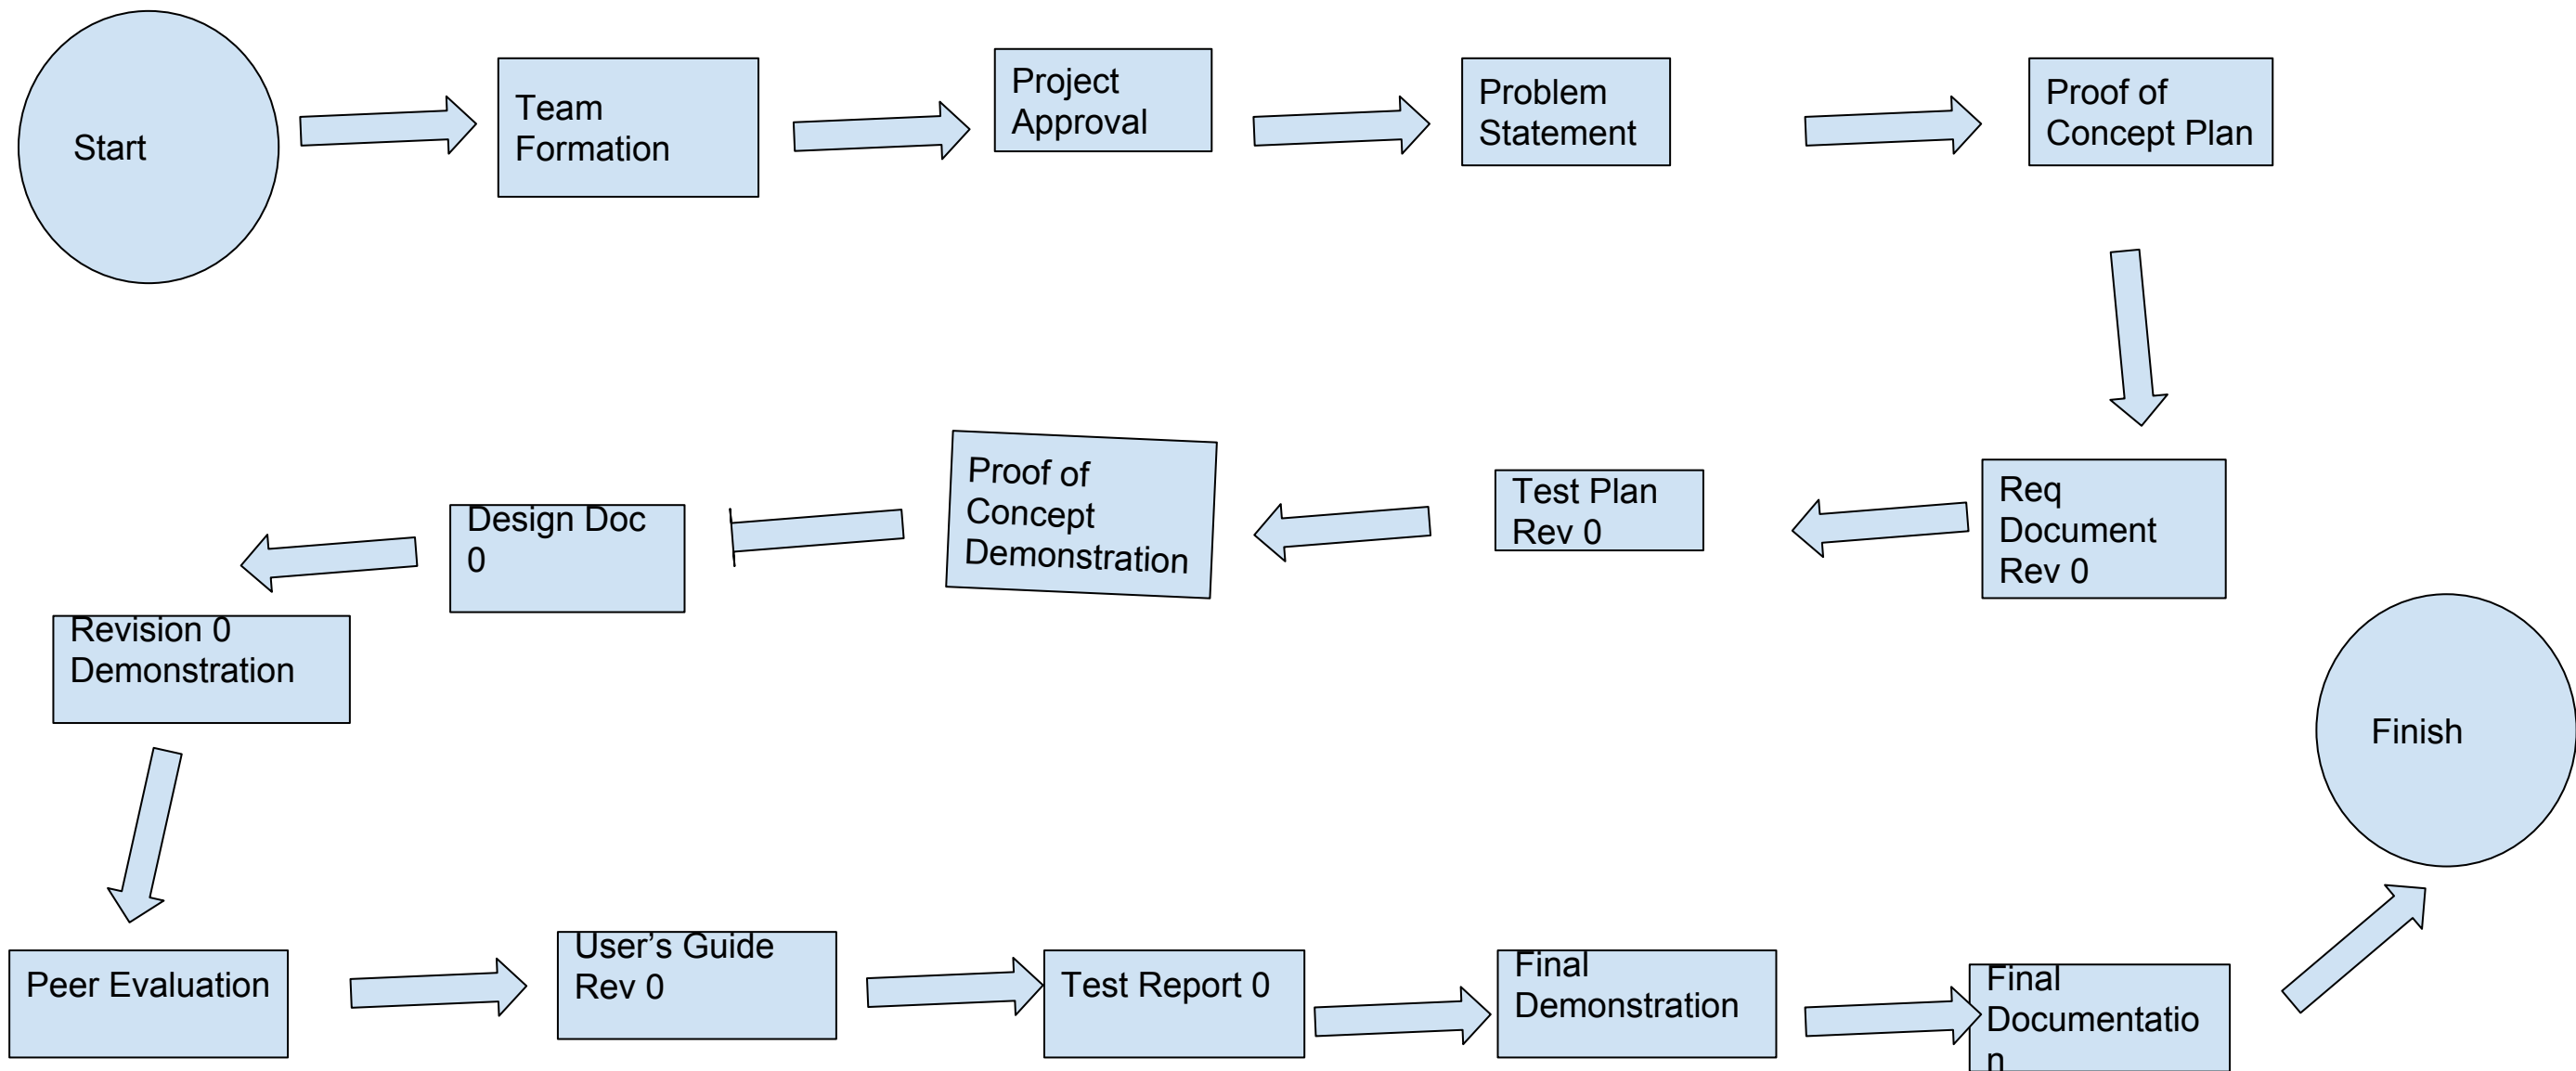 Start
Team
Formation
Project
Approval
Problem
Statement
Proof of
Concept Plan
Req
Document
Rev 0
Test Plan
Rev 0
Proof of
Concept
Demonstration
Design Doc
0
Revision 0
Demonstration
Peer Evaluation
User's Guide
Rev 0
Test Report 0
Final
Demonstration
Final
Documentatio
n
Finish